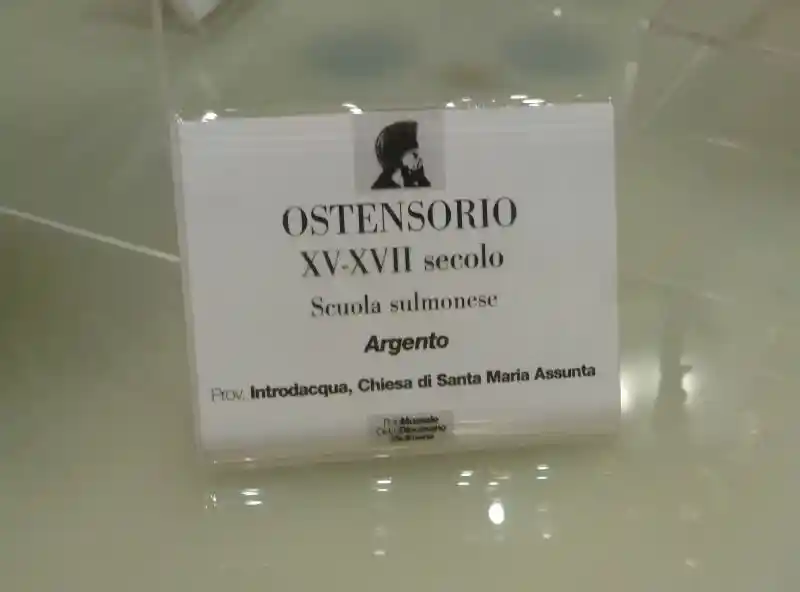 OSTENSORIO
XV-XVII secolo
Scuola sulmonese
Argento
Prov. Introdacqua, Chiesa di Santa Maria Assunta